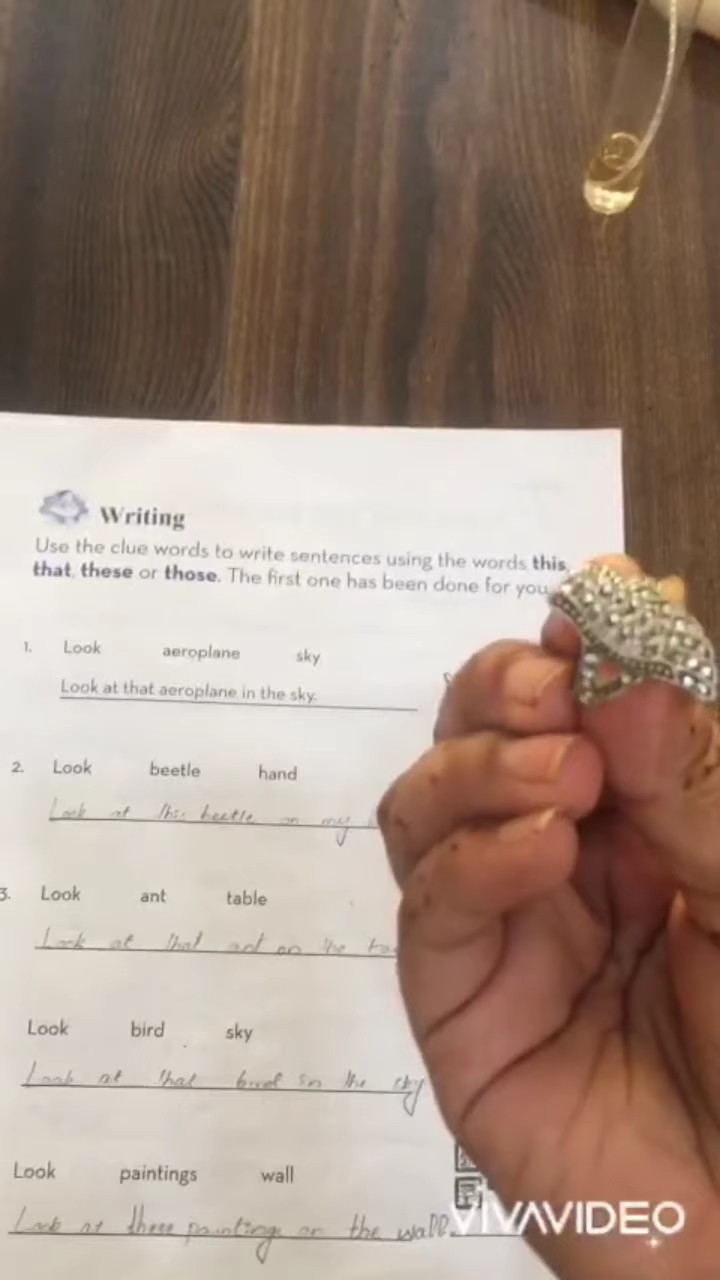 Writing
Use the clue words to write sentences using the words this,
that, these or those. The first one has been done for you.
1. Look aeroplane sky
Look at that aeroplane in the sky.
2. Look beetle hand
Look at this beetle on my
3. Look ant table
Look at that ant on the
Look bird sky
Look at that bird in the sky
Look paintings wall
Look at these painting on the wall.
VIVAVIDEO